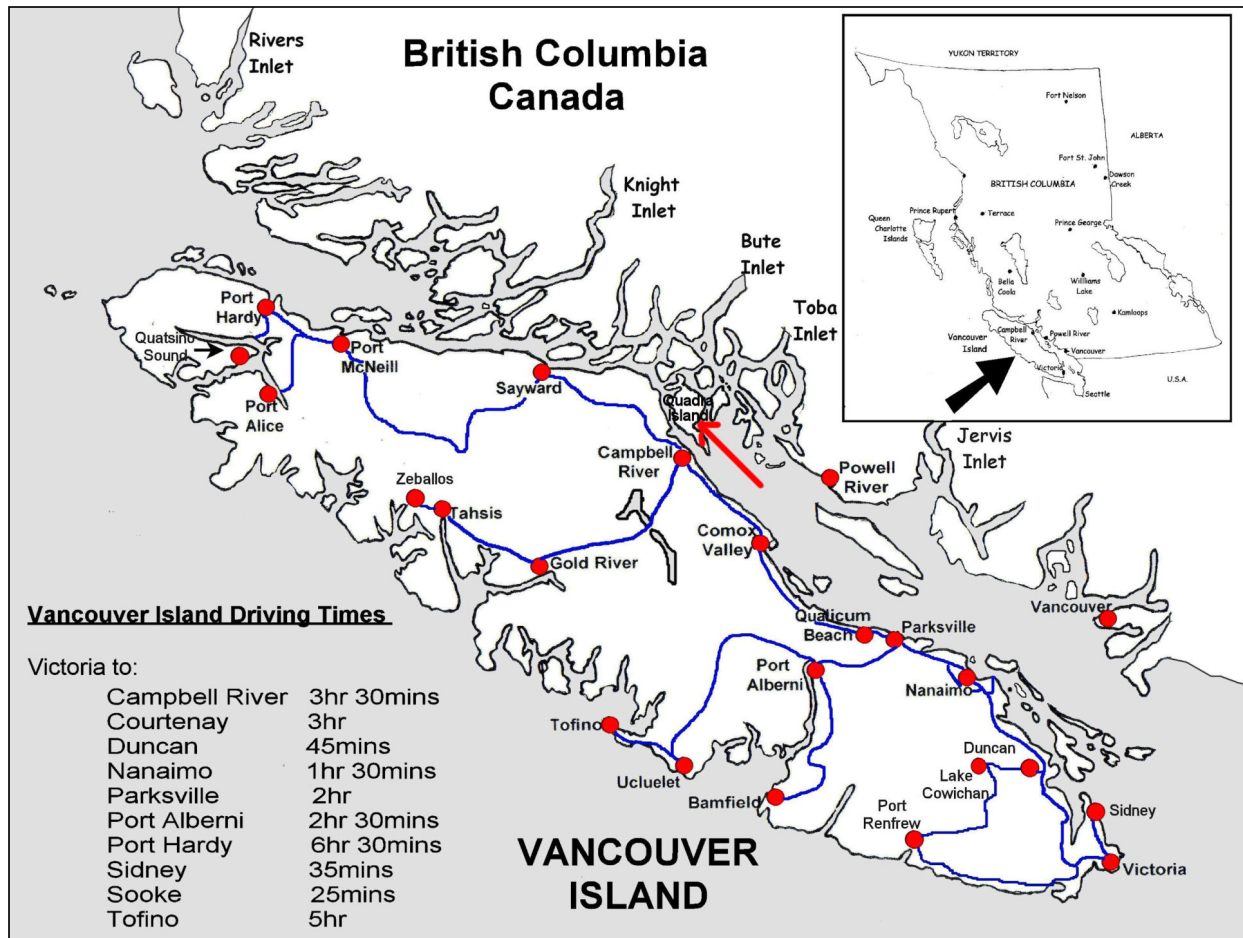 British Columbia
Canada
Rivers
Inlet
Knight
Inlet
Bute
Inlet
Toba
Inlet
Jervis
Inlet
YUKON TERRITORY
Fort Nelson
ALBERTA
Fort St. John
Dawson
Creek
BRITISH COLUMBIA
Prince Rupert
Terrace
Queen
Charlotte
Islands
Prince George
Bella
Coola
Williams
Lake
Kamloops
Campbell
River
Powell River
Vancouver
Island
Vancouver
Victoria
U.S.A.
Seattle
Port
Hardy
Quatsino
Sound
Port
McNeill
Port
Alice
Sayward
Quadra
Island
Campbell
River
Powell
River
Zeballos
Tahsis
Gold River
Comox
Valley
Qualicum
Beach
Parksville
Vancouver
Port
Alberni
Nanaimo
Tofino
Ucluelet
Bamfield
Duncan
Lake
Cowichan
Port
Renfrew
Sidney
Victoria
VANCOUVER
ISLAND
Vancouver Island Driving Times
Victoria to:
Campbell River 3hr 30mins
Courtenay 3hr
Duncan 45mins
Nanaimo 1hr 30mins
Parksville 2hr
Port Alberni 2hr 30mins
Port Hardy 6hr 30mins
Sidney 35mins
Sooke 25mins
Tofino 5hr